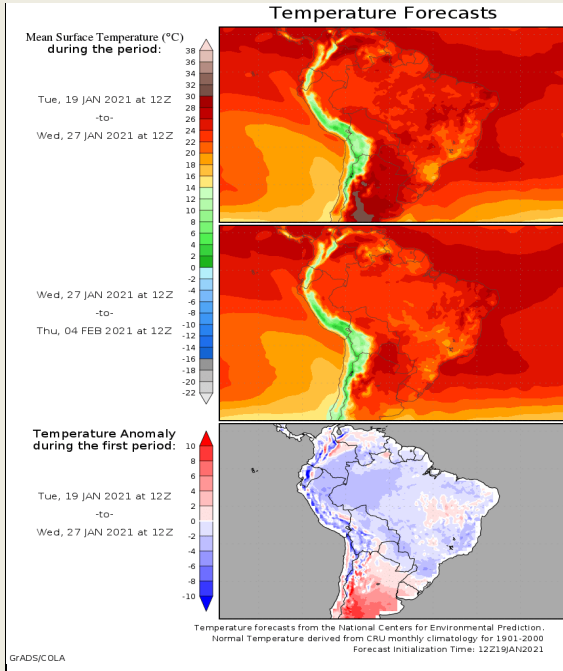 Temperature Forecasts
Mean Surface Temperature (°C)
during the period:
38
36
34
32
30
28
26
24
22
20
18
16
14
12
10
8
6
4
2
0
-2
-4
-6
-8
-10
-12
-14
-16
-18
-20
-22
Tue, 19 JAN 2021 at 12Z
-to-
Wed, 27 JAN 2021 at 12Z
Wed, 27 JAN 2021 at 12Z
-to-
Thu, 04 FEB 2021 at 12Z
Temperature Anomaly
during the first period:
10
8
6
4
2
0
-2
-4
-6
-8
-10
Tue, 19 JAN 2021 at 12Z
-to-
Wed, 27 JAN 2021 at 12Z
Temperature forecasts from the National Centers for Environmental Prediction.
Normal Temperature derived from CRU monthly climatology for 1901-2000
Forecast Initialization Time: 12Z19JAN2021
GrADS/COLA